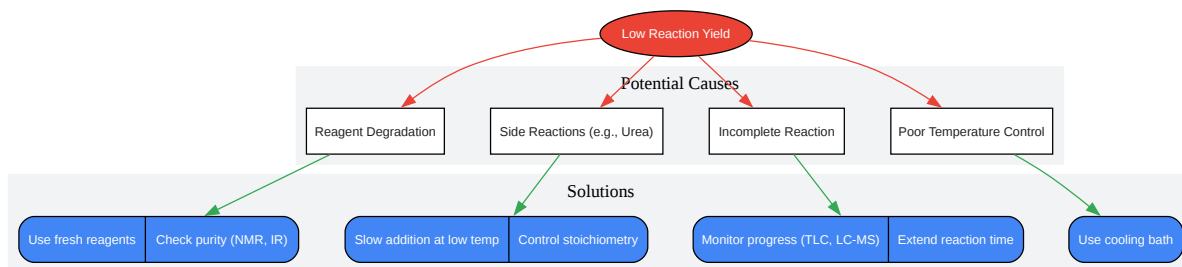 Low Reaction Yield
Potential Causes
Reagent Degradation
Side Reactions (e.g., Urea)
Incomplete Reaction
Poor Temperature Control
Solutions
Use fresh reagents
Check purity (NMR, IR)
Slow addition at low temp
Control stoichiometry
Monitor progress (TLC, LC-MS)
Extend reaction time
Use cooling bath